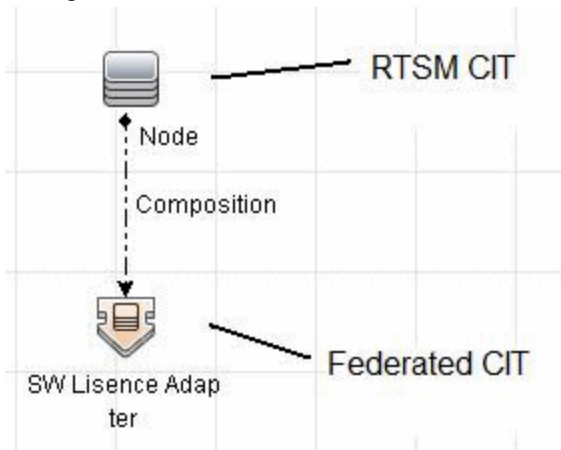 RTSM CIT
Node
Composition
Federated CIT
SW Lisence Adap
ter